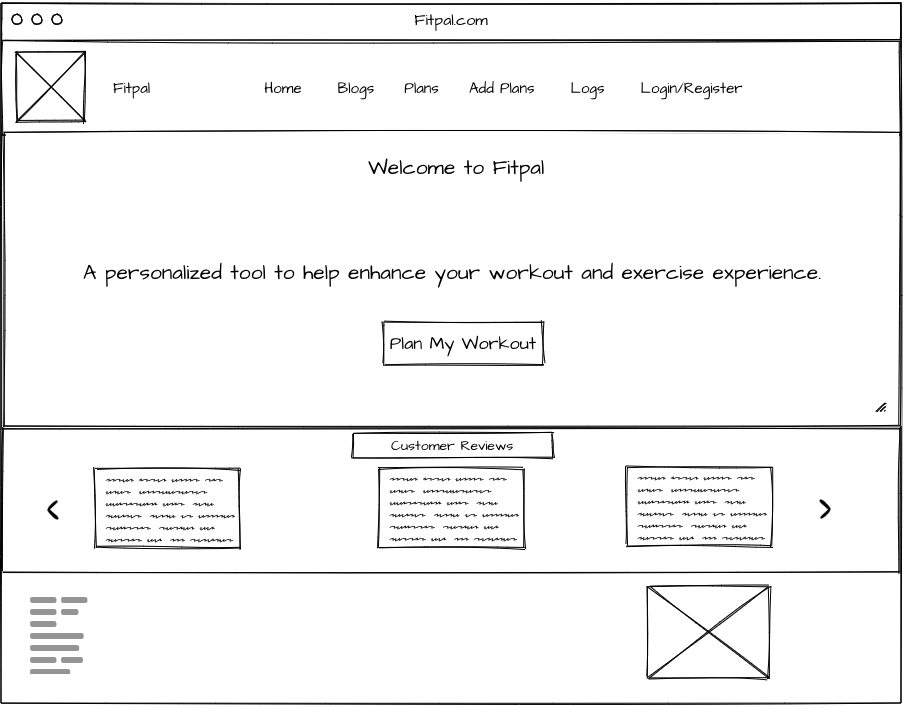 Fitpal.com
Fitpal Home Blogs Plans Add Plans Logs Login/Register
Welcome to Fitpal
A personalized tool to help enhance your workout and exercise experience.
Plan My Workout
Customer Reviews